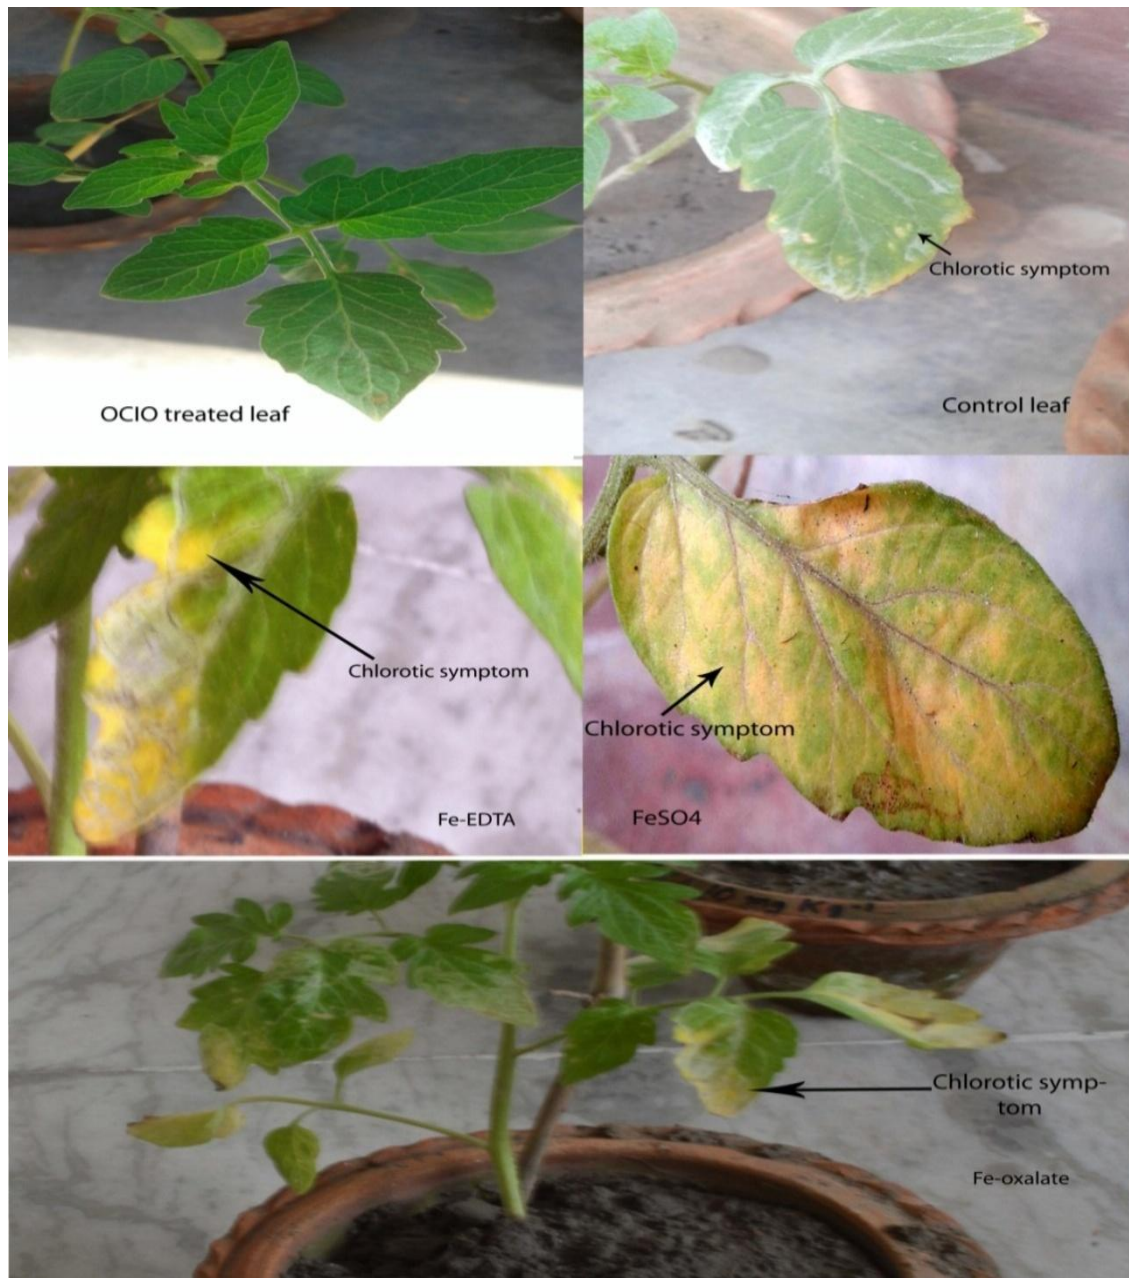 Chlorotic symptom
OCIO treated leaf
Control leaf
Chlorotic symptom
Chlorotic symptom
Fe-EDTA
FeSO4
Chlorotic symp-
tom
Fe-oxalate